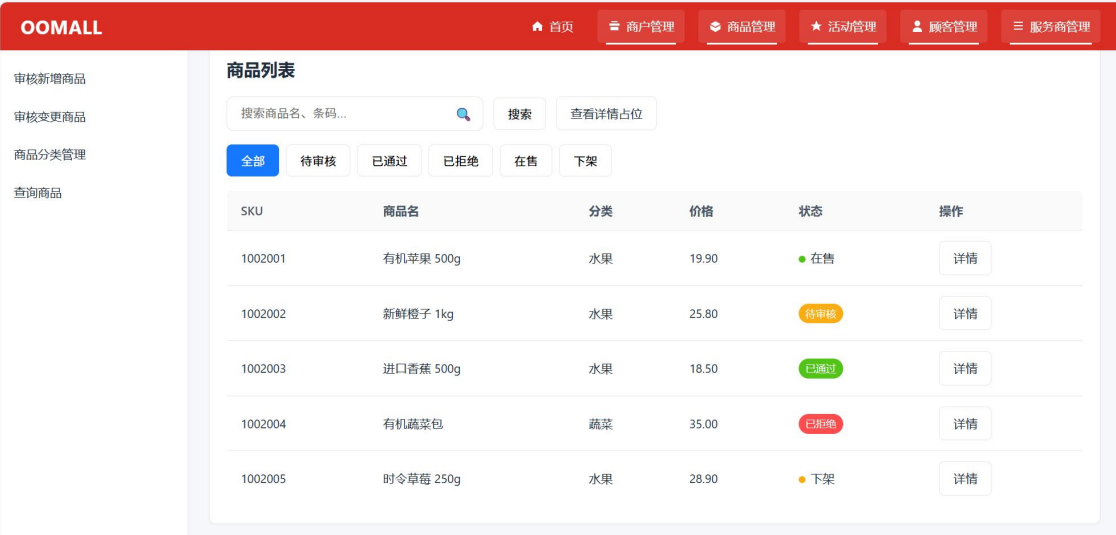 OOMALL 首页 商户管理 商品管理 活动管理 顾客管理 服务商管理
审核新增商品
审核变更商品
商品分类管理
查询商品
商品列表
搜索商品名、条码... 搜索 查看详情占位
全部 待审核 已通过 已拒绝 在售 下架
SKU 商品名 分类 价格 状态 操作
1002001 有机苹果 500g 水果 19.90 在售 详情
1002002 新鲜橙子 1kg 水果 25.80 待审核 详情
1002003 进口香蕉 500g 水果 18.50 已通过 详情
1002004 有机蔬菜包 蔬菜 35.00 已拒绝 详情
1002005 时令草莓 250g 水果 28.90 下架 详情